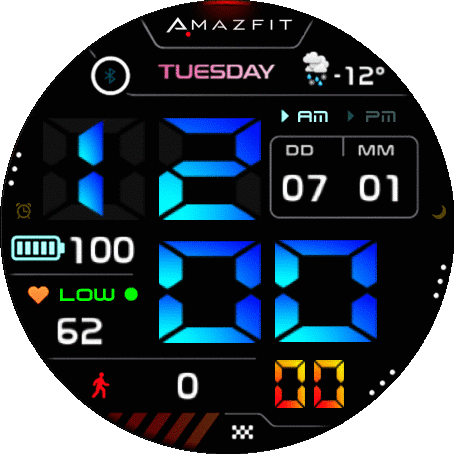 AMAZFIT
TUESDAY -12°
AM PM
12
DD MM
07 01
100
00
LOW
62
0
00